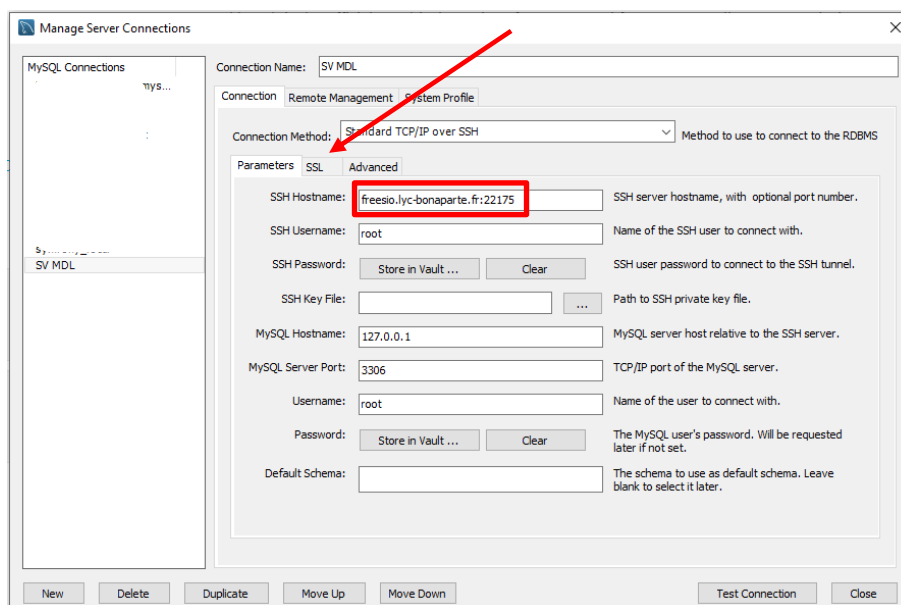 Manage Server Connections
MySQL Connections
mys...
SV MDL
Connection Name: SV MDL
Connection Remote Management System Profile
Connection Method: Standard TCP/IP over SSH Method to use to connect to the RDBMS
Parameters SSL Advanced
SSH Hostname: freesio.lyc-bonaparte.fr:22175 SSH server hostname, with optional port number.
SSH Username: root Name of the SSH user to connect with.
SSH Password: Store in Vault ... Clear SSH user password to connect to the SSH tunnel.
SSH Key File: ... Path to SSH private key file.
MySQL Hostname: 127.0.0.1 MySQL server host relative to the SSH server.
MySQL Server Port: 3306 TCP/IP port of the MySQL server.
Username: root Name of the user to connect with.
Password: Store in Vault ... Clear The MySQL user's password. Will be requested
later if not set.
Default Schema: The schema to use as default schema. Leave
blank to select it later.
New Delete Duplicate Move Up Move Down Test Connection Close